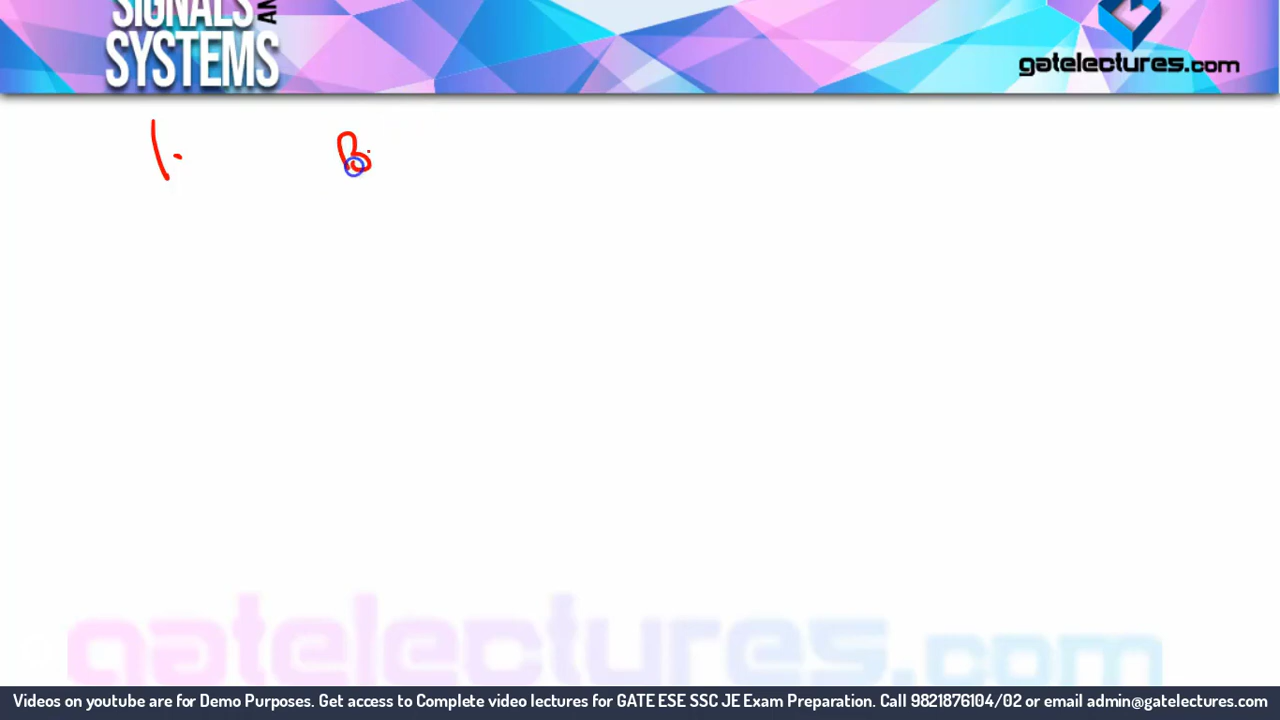 SIGNALS AND
SYSTEMS
gatelectures.com
1. B
gatelectures.com
Videos on youtube are for Demo Purposes. Get access to Complete video lectures for GATE ESE SSC JE Exam Preparation. Call 9821876104/02 or email admin@gatelectures.com